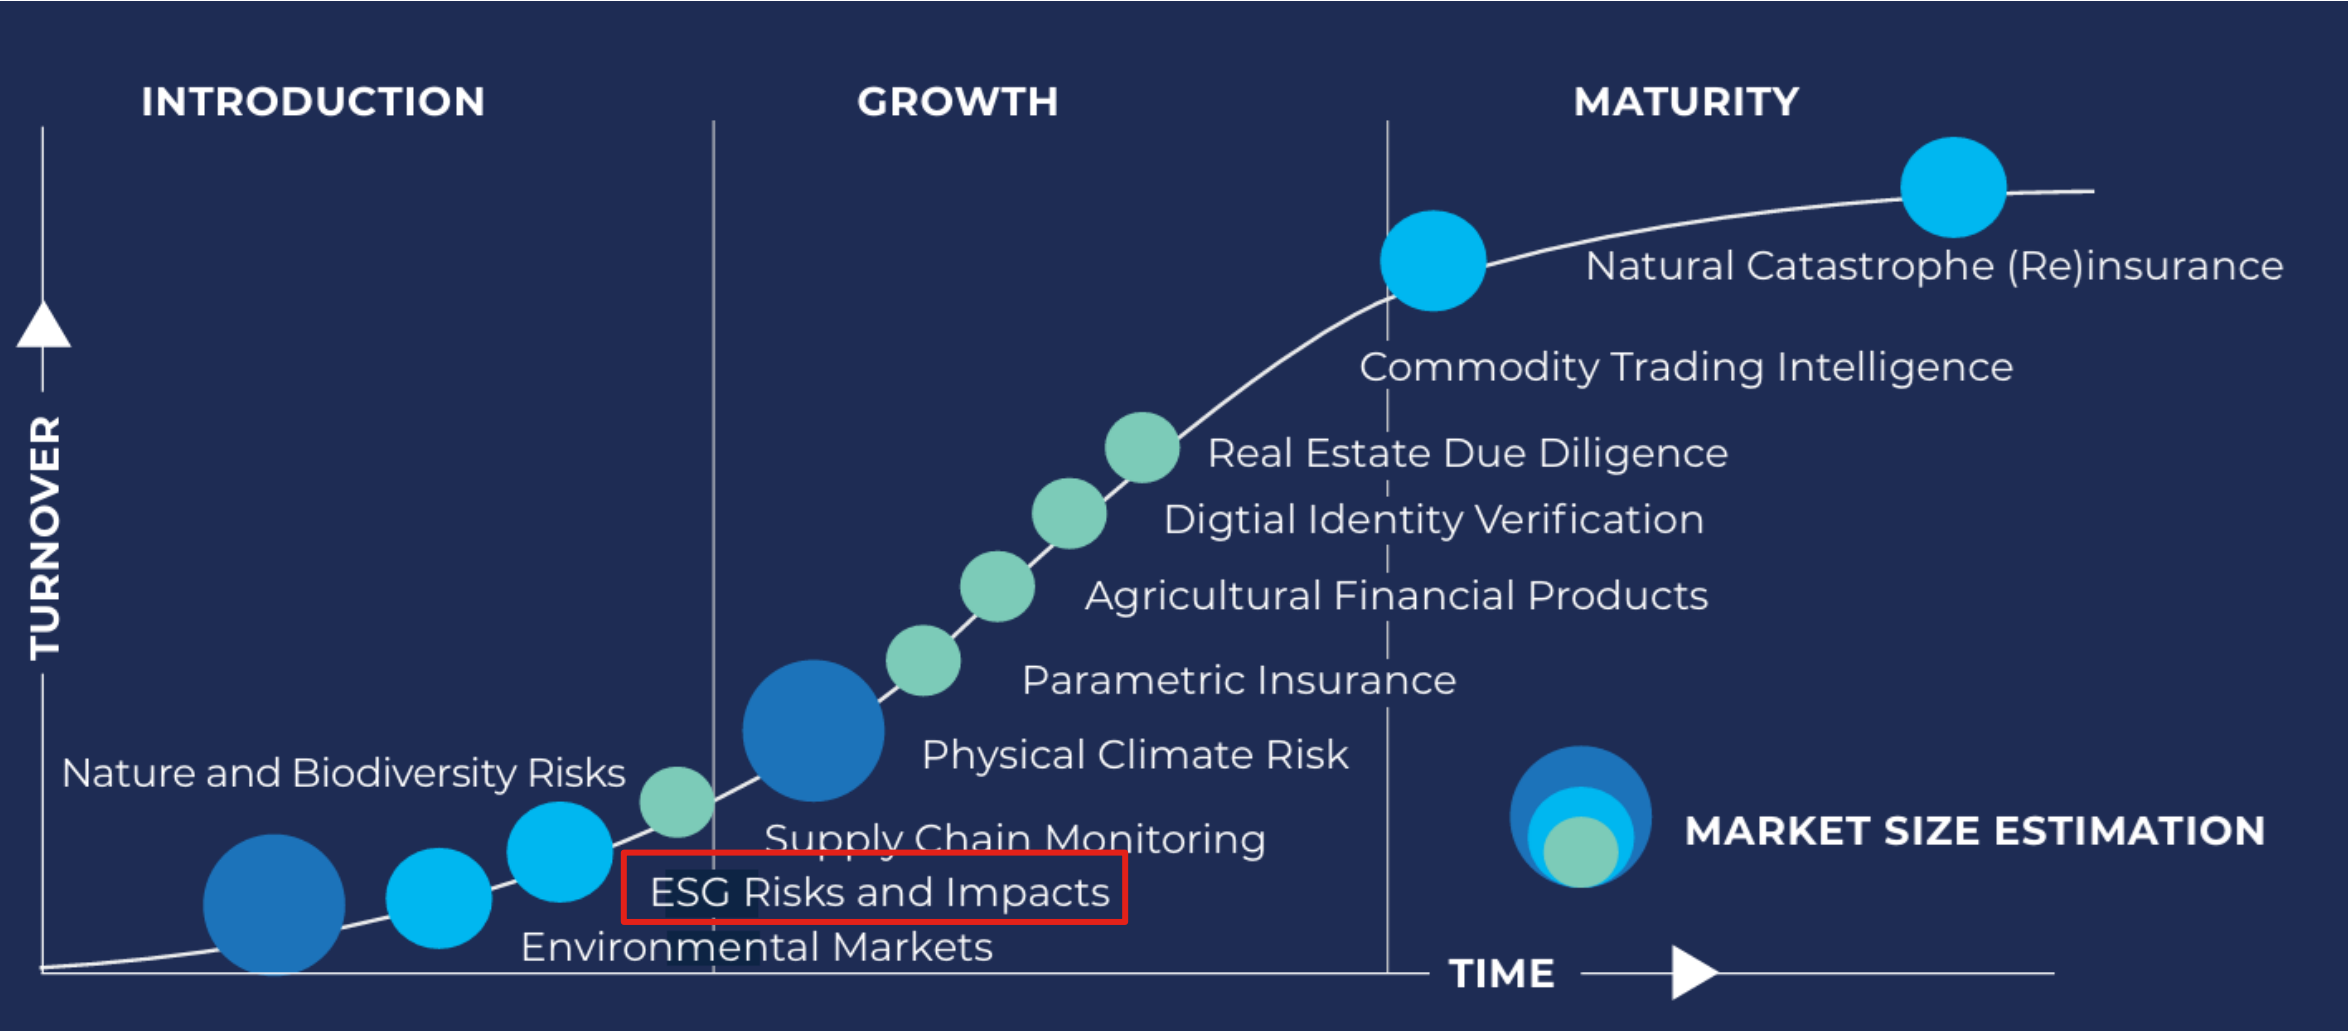 INTRODUCTION
GROWTH
MATURITY
Natural Catastrophe (Re)insurance
Commodity Trading Intelligence
Real Estate Due Diligence
Digtial Identity Verification
Agricultural Financial Products
Parametric Insurance
Physical Climate Risk
Nature and Biodiversity Risks
Supply Chain Monitoring
ESG Risks and Impacts
Environmental Markets
MARKET SIZE ESTIMATION
TURNOVER
TIME